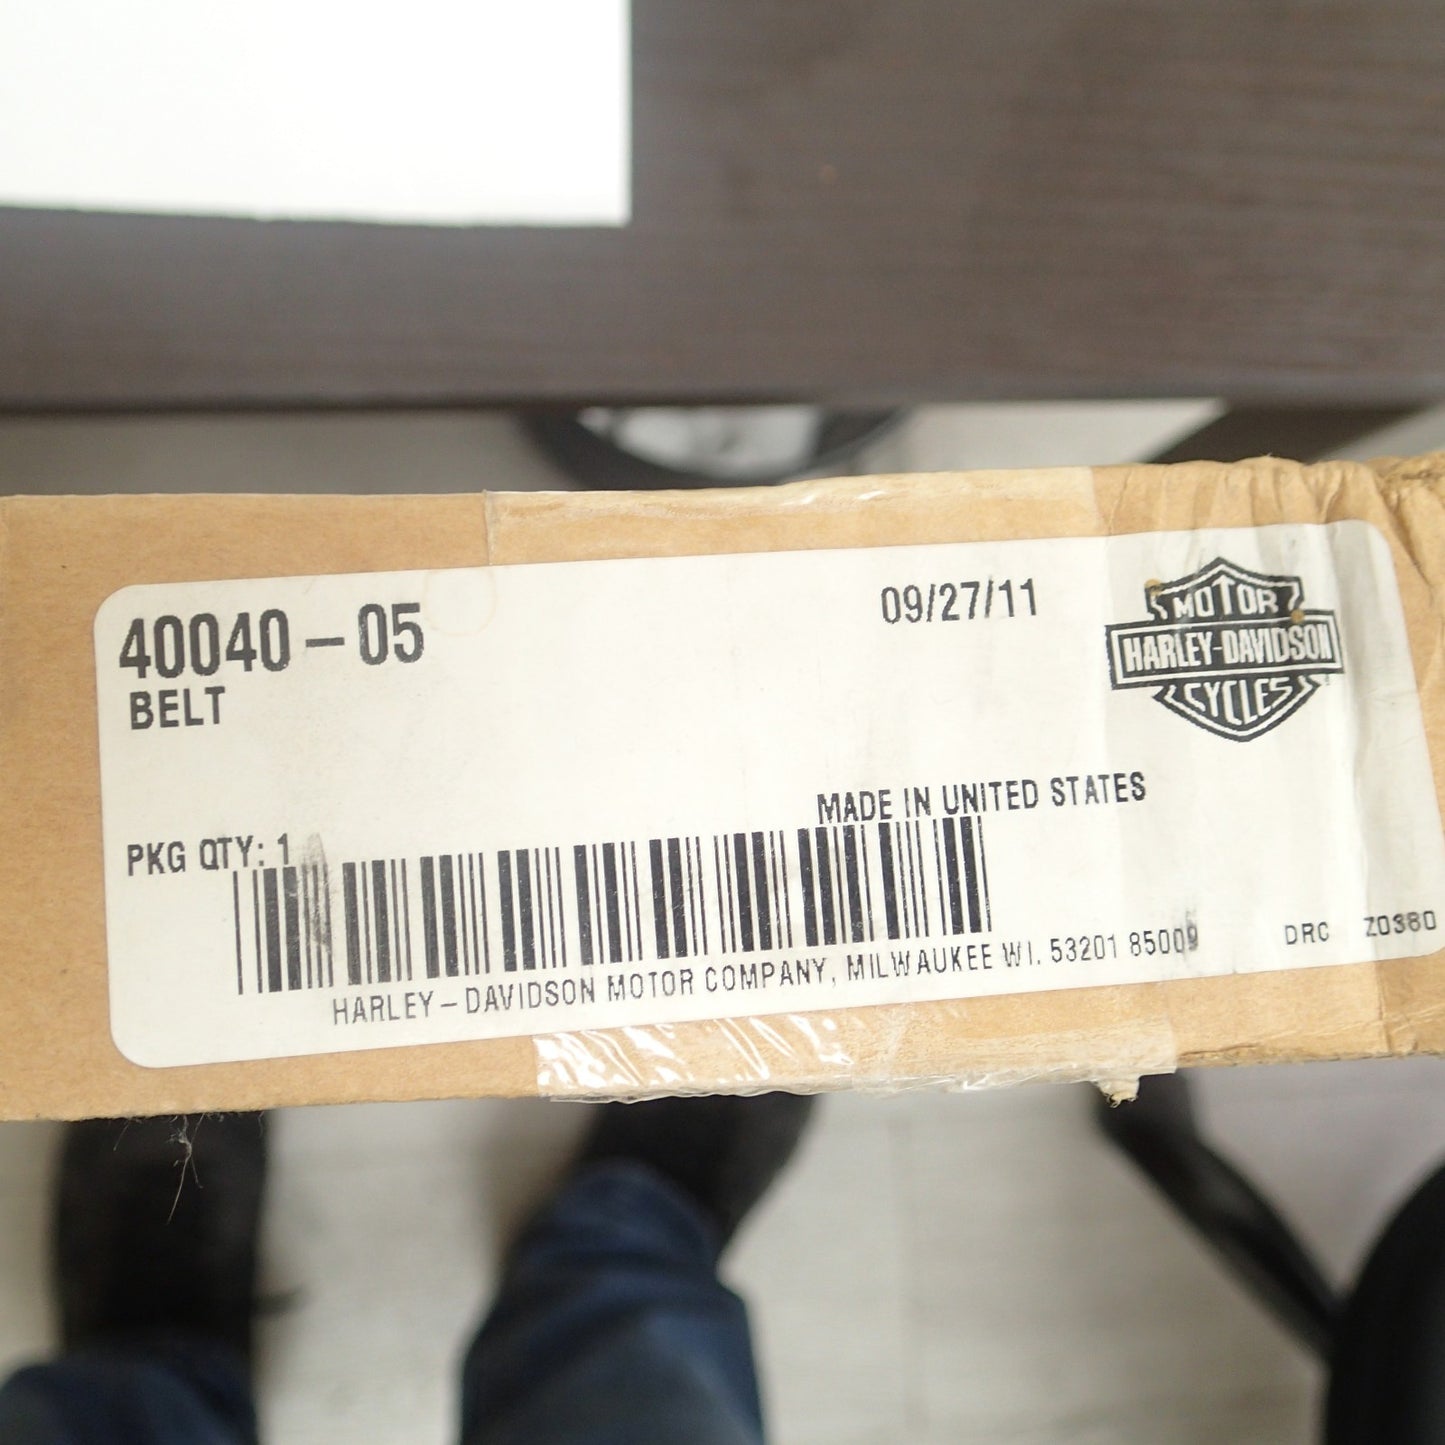 40040-05
BELT
09/27/11
MOTOR
HARLEY-DAVIDSON
CYCLES
MADE IN UNITED STATES
PKG QTY: 1
HARLEY-DAVIDSON MOTOR COMPANY, MILWAUKEE WI. 53201 85009
DRC Z0380